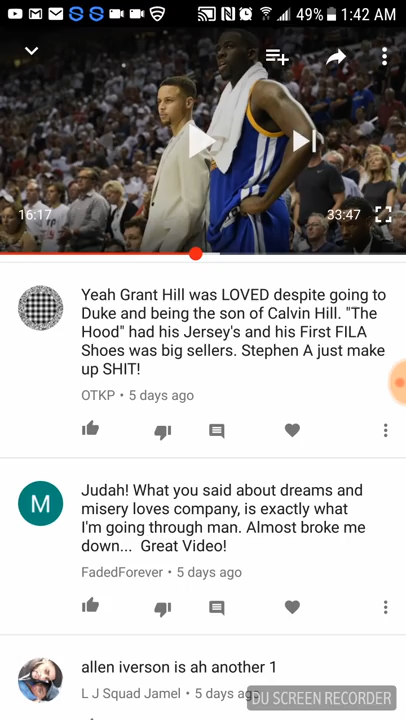 49% 1:42 AM
16:17
33:47
Yeah Grant Hill was LOVED despite going to
Duke and being the son of Calvin Hill. "The
Hood" had his Jersey's and his First FILA
Shoes was big sellers. Stephen A just make
up SHIT!
OTKP • 5 days ago
M
Judah! What you said about dreams and
misery loves company, is exactly what
I'm going through man. Almost broke me
down... Great Video!
FadedForever • 5 days ago
allen iverson is ah another 1
L J Squad Jamel • 5 days ago
DU SCREEN RECORDER